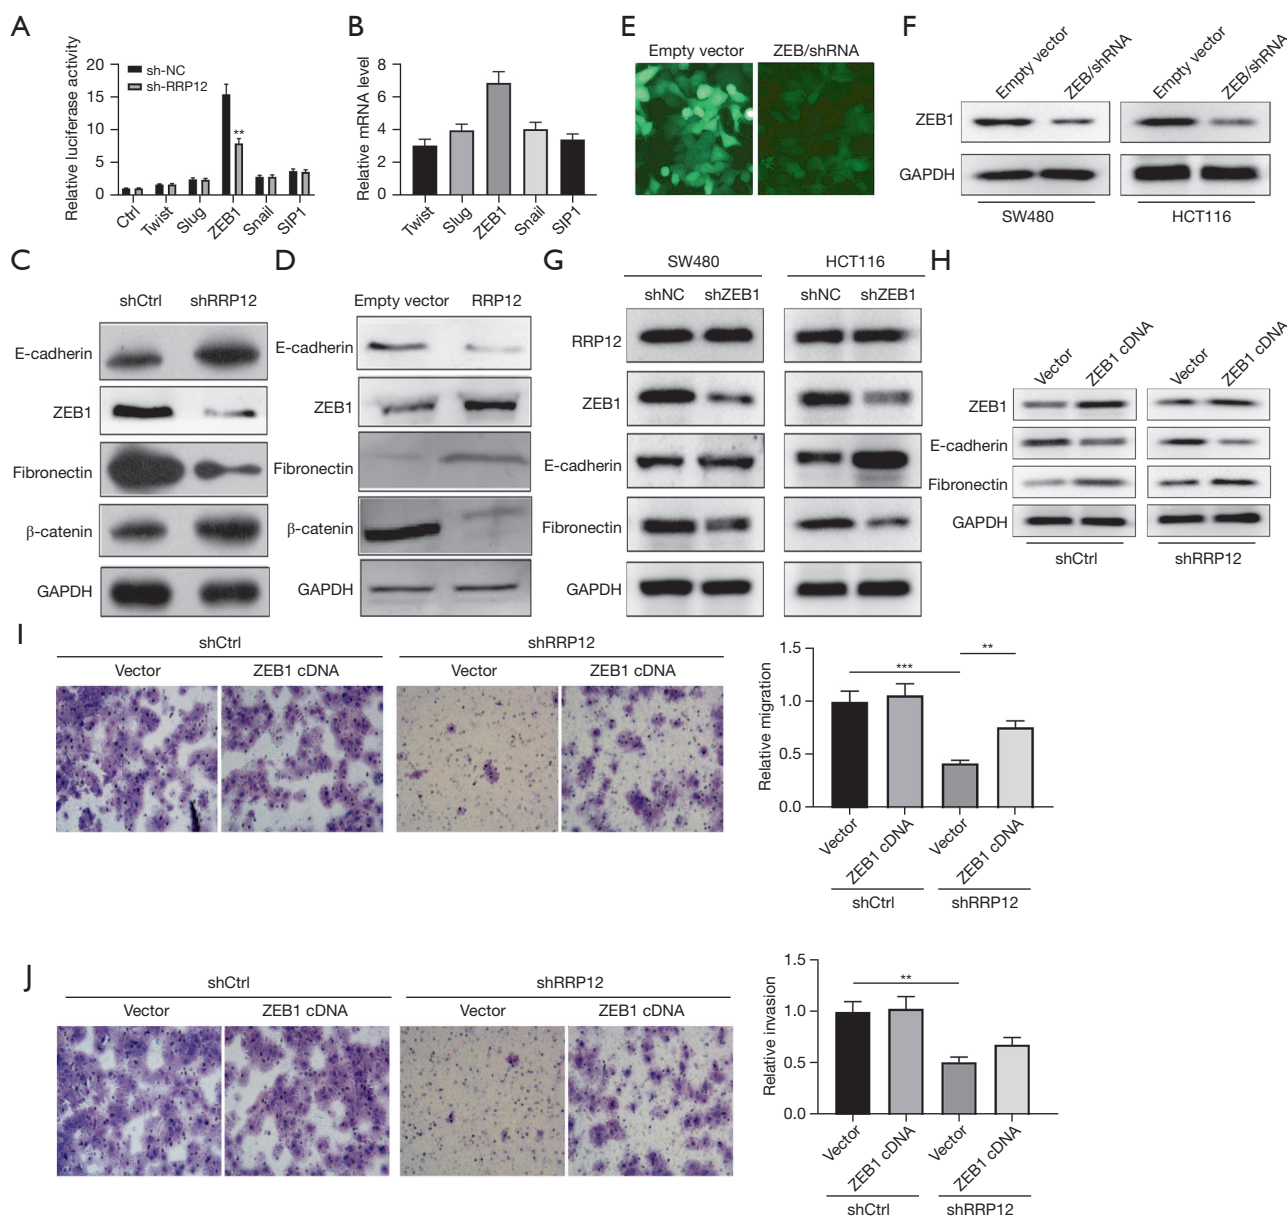 A
Relative luciferase activity
20
15
10
5
0
sh-NC
sh-RRP12
**
Ctrl
Twist
Slug
ZEB1
Snail
SIP1
B
Relative mRNA level
8
6
4
2
0
Twist
Slug
ZEB1
Snail
SIP1
E
Empty vector
ZEB/shRNA
F
Empty vector
ZEB/shRNA
Empty vector
ZEB/shRNA
ZEB1
GAPDH
SW480
HCT116
C
shCtrl
shRRP12
E-cadherin
ZEB1
Fibronectin
β-catenin
GAPDH
D
Empty vector
RRP12
E-cadherin
ZEB1
Fibronectin
β-catenin
GAPDH
G
SW480
HCT116
shNC
shZEB1
shNC
shZEB1
RRP12
ZEB1
E-cadherin
Fibronectin
GAPDH
H
Vector
ZEB1 cDNA
Vector
ZEB1 cDNA
ZEB1
E-cadherin
Fibronectin
GAPDH
shCtrl
shRRP12
I
shCtrl
shRRP12
Vector
ZEB1 cDNA
Vector
ZEB1 cDNA
Relative migration
1.5
1.0
0.5
0.0
***
**
Vector
ZEB1 cDNA
Vector
ZEB1 cDNA
shCtrl
shRRP12
J
shCtrl
shRRP12
Vector
ZEB1 cDNA
Vector
ZEB1 cDNA
Relative invasion
1.5
1.0
0.5
0.0
**
Vector
ZEB1 cDNA
Vector
ZEB1 cDNA
shCtrl
shRRP12